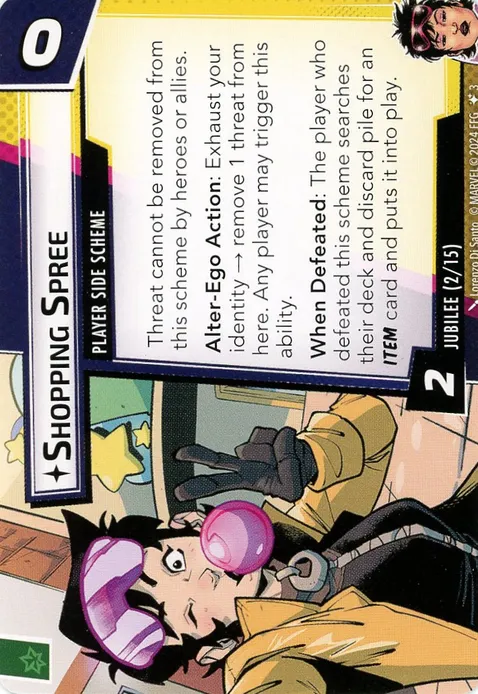 0
SHOPPING SPREE
PLAYER SIDE SCHEME
Threat cannot be removed from
this scheme by heroes or allies.
Alter-Ego Action: Exhaust your
identity → remove 1 threat from
here. Any player may trigger this
ability.
When Defeated: The player who
defeated this scheme searches
their deck and discard pile for an
ITEM card and puts it into play.
2
JUBILEE (2/15)
Lorenzo Di Santo © MARVEL © 2024 FFG 3